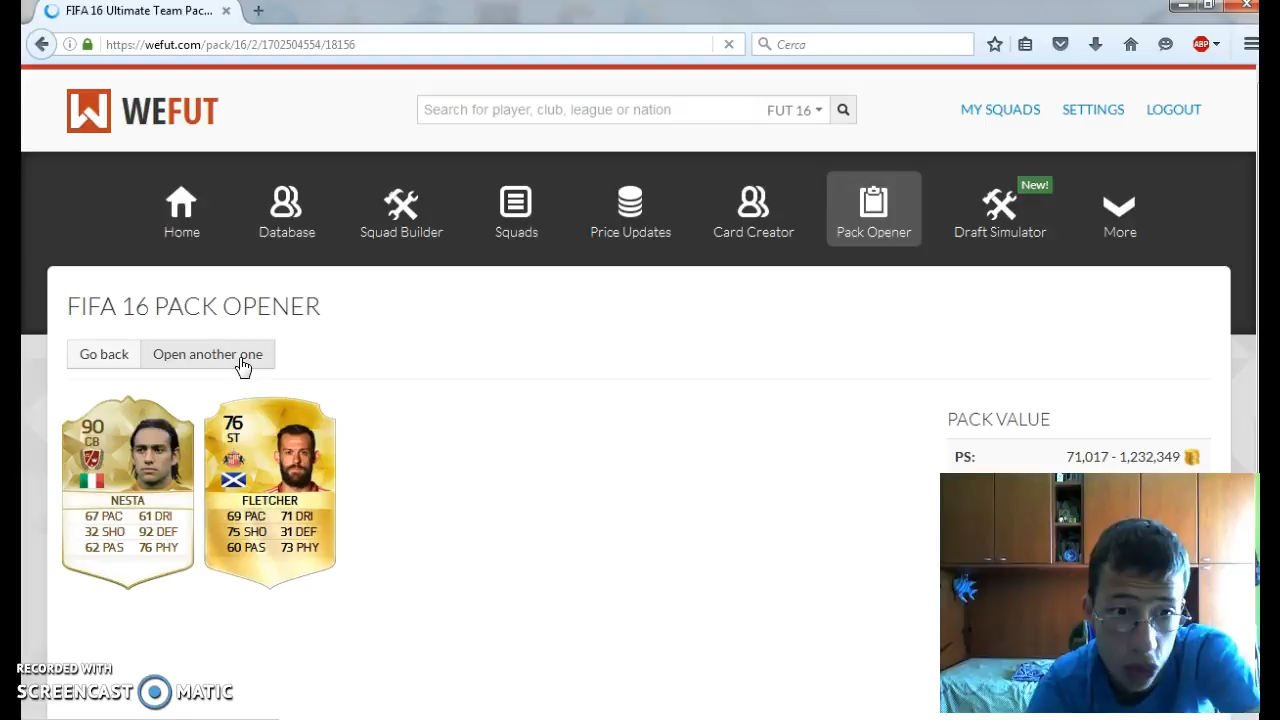 FIFA 16 Ultimate Team Pac...
https://wefut.com/pack/16/2/1702504554/18156
Cerca
ABP
WEFUT
Search for player, club, league or nation
FUT 16
MY SQUADS
SETTINGS
LOGOUT
New!
Home
Database
Squad Builder
Squads
Price Updates
Card Creator
Pack Opener
Draft Simulator
More
FIFA 16 PACK OPENER
Go back
Open another one
90
CB
NESTA
67 PAC 61 DRI
32 SHO 92 DEF
62 PAS 76 PHY
76
ST
FLETCHER
69 PAC 71 DRI
75 SHO 31 DEF
60 PAS 73 PHY
PACK VALUE
PS: 71,017 - 1,232,349
RECORDED WITH
SCREENCAST MATIC